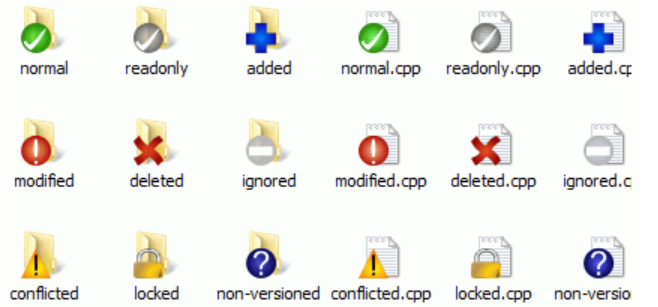 normal readonly added normal.cpp readonly.cpp added.cp
modified deleted ignored modified.cpp deleted.cpp ignored.c
conflicted locked non-versioned conflicted.cpp locked.cpp non-versio